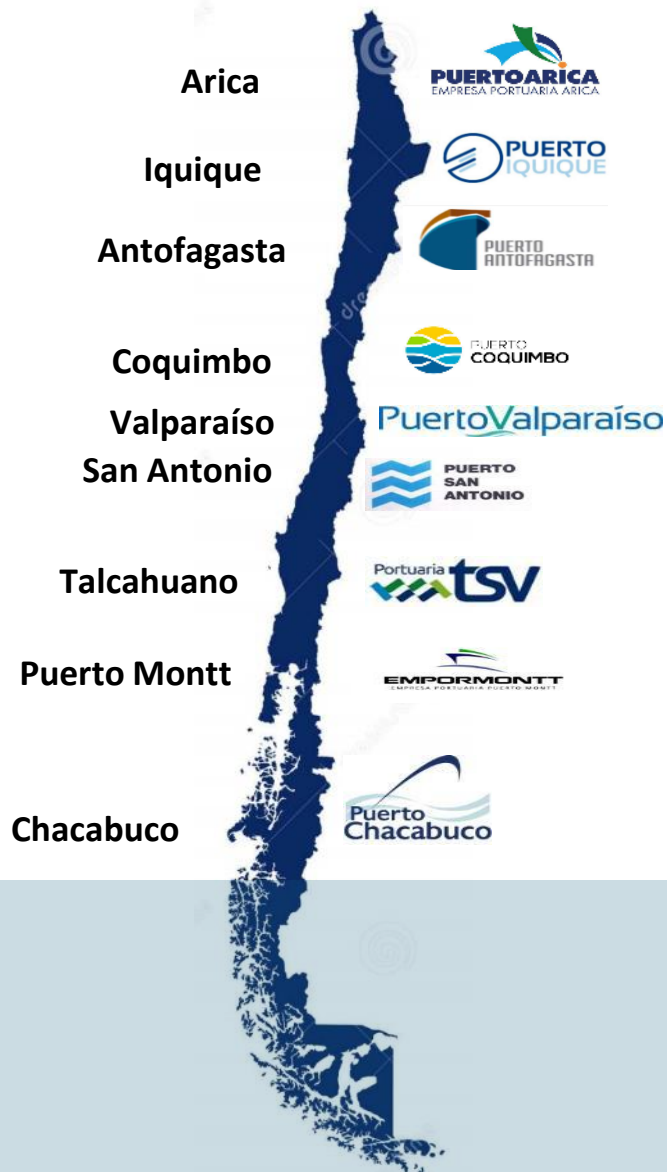 Arica
PUERTOARICA
EMPRESA PORTUARIA ARICA
Iquique
PUERTO
IQUIQUE
Antofagasta
PUERTO
ANTOFAGASTA
Coquimbo
PUERTO
COQUIMBO
Valparaíso
PuertoValparaíso
San Antonio
PUERTO
SAN
ANTONIO
Talcahuano
Portuaria
tsv
Puerto Montt
EMPORMONTT
EMPRESA PORTUARIA PUERTO MONTT
Chacabuco
Puerto
Chacabuco